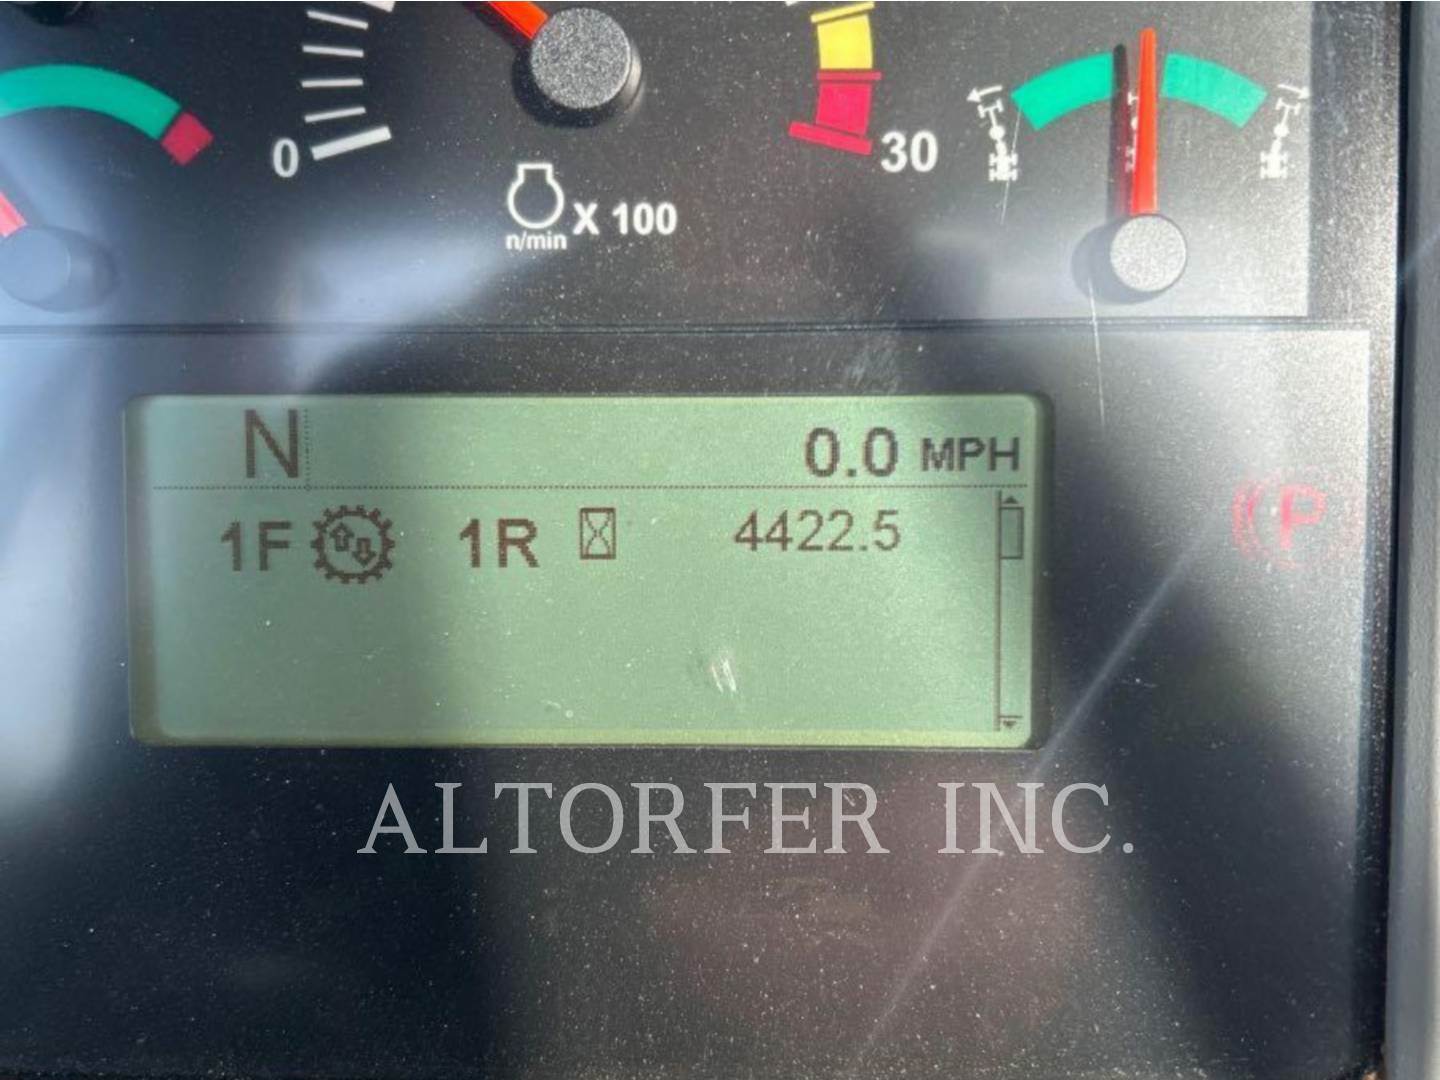 0
30
n/min X 100
N 0.0 MPH
1F 1R 4422.5
P
ALTORFER INC.